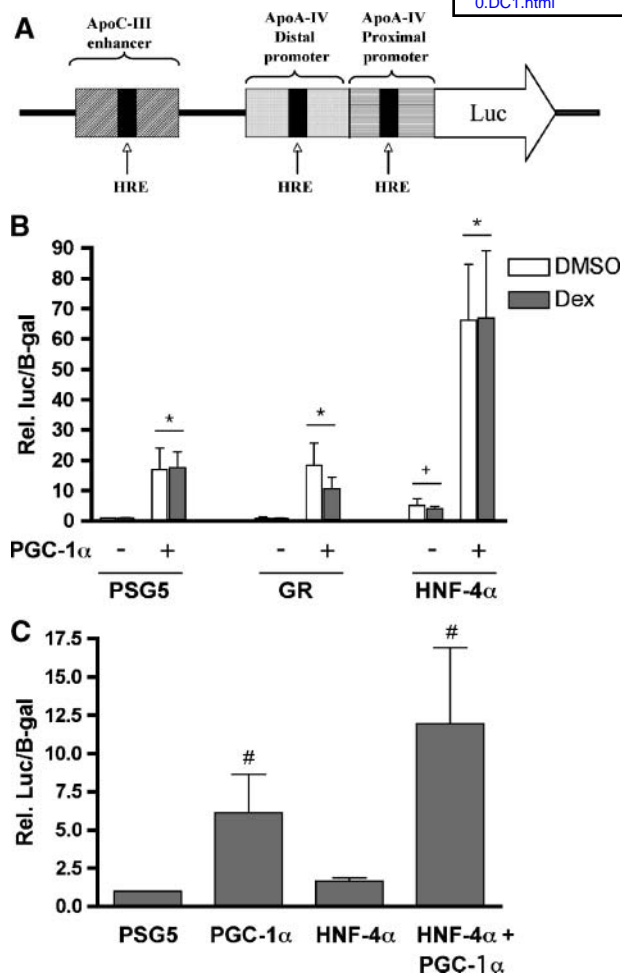 0.DC1.html
A
ApoC-III
enhancer
ApoA-IV
Distal
promoter
ApoA-IV
Proximal
promoter
Luc
HRE
HRE
HRE
B
Rel. luc/B-gal
90
80
70
60
50
40
30
20
10
0
*
*
+
*
DMSO
Dex
PGC-1α - + - + - +
PSG5 GR HNF-4α
C
Rel. Luc/B-gal
17.5
15.0
12.5
10.0
7.5
5.0
2.5
0.0
#
#
PSG5 PGC-1α HNF-4α HNF-4α +
PGC-1α